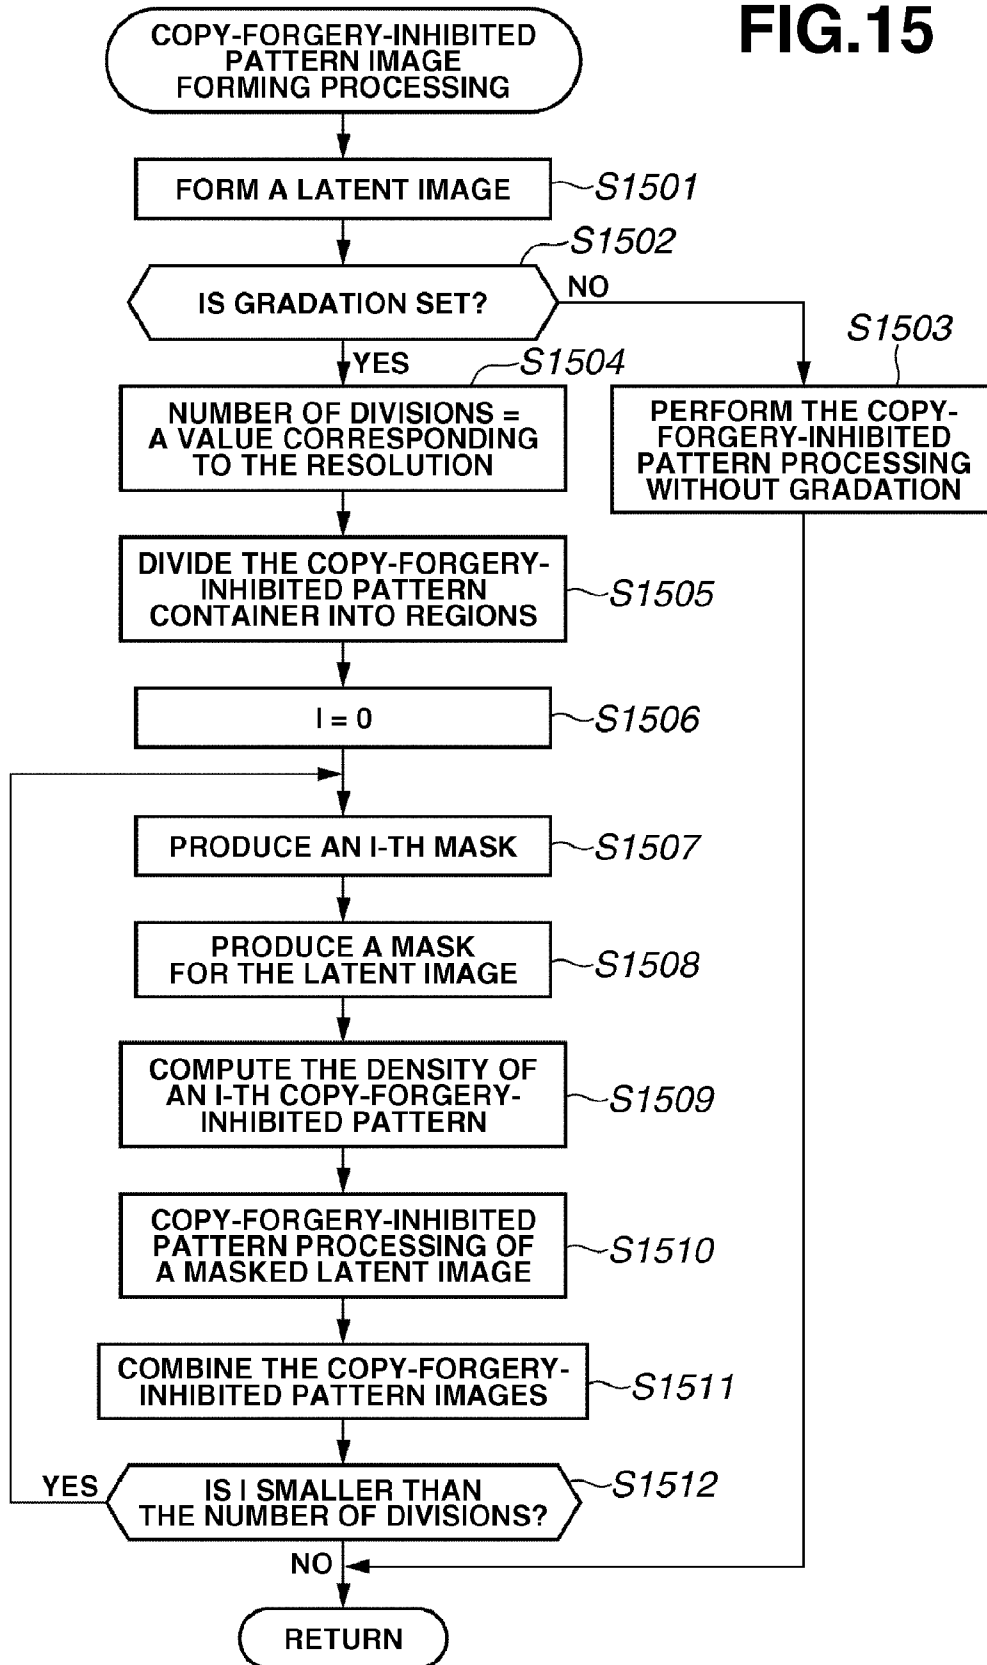 FIG.15
COPY-FORGERY-INHIBITED
PATTERN IMAGE
FORMING PROCESSING
FORM A LATENT IMAGE
S1501
S1502
IS GRADATION SET?
NO
S1503
YES
S1504
NUMBER OF DIVISIONS =
A VALUE CORRESPONDING
TO THE RESOLUTION
PERFORM THE COPY-
FORGERY-INHIBITED
PATTERN PROCESSING
WITHOUT GRADATION
DIVIDE THE COPY-FORGERY-
INHIBITED PATTERN
CONTAINER INTO REGIONS
S1505
I = 0
S1506
PRODUCE AN I-TH MASK
S1507
PRODUCE A MASK
FOR THE LATENT IMAGE
S1508
COMPUTE THE DENSITY OF
AN I-TH COPY-FORGERY-
INHIBITED PATTERN
S1509
COPY-FORGERY-INHIBITED
PATTERN PROCESSING OF
A MASKED LATENT IMAGE
S1510
COMBINE THE COPY-FORGERY-
INHIBITED PATTERN IMAGES
S1511
YES
IS I SMALLER THAN
THE NUMBER OF DIVISIONS?
S1512
NO
RETURN